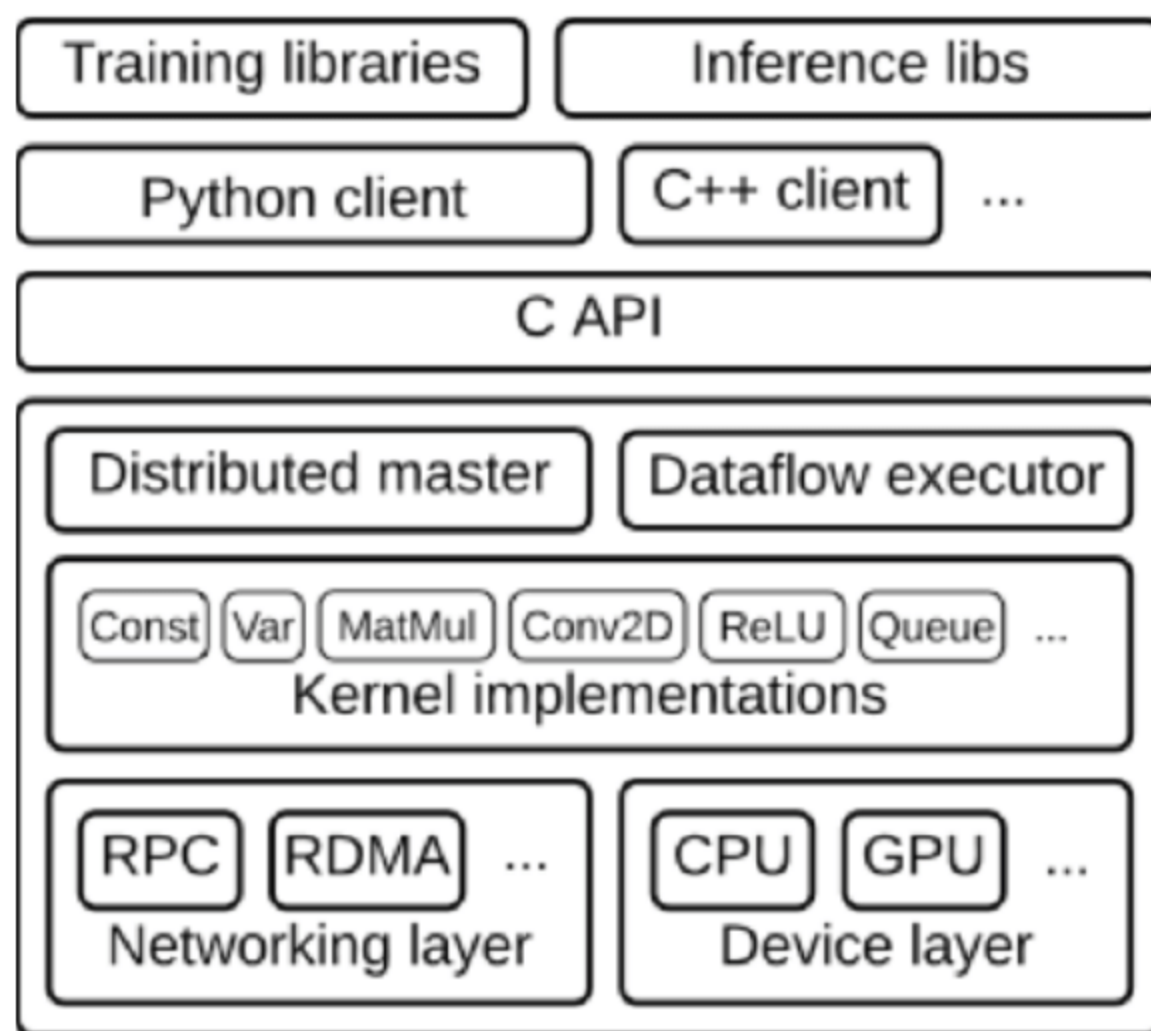 Training libraries Inference libs
Python client C++ client ...
C API
Distributed master Dataflow executor
Const Var MatMul Conv2D ReLU Queue ...
Kernel implementations
RPC RDMA ... CPU GPU ...
Networking layer Device layer